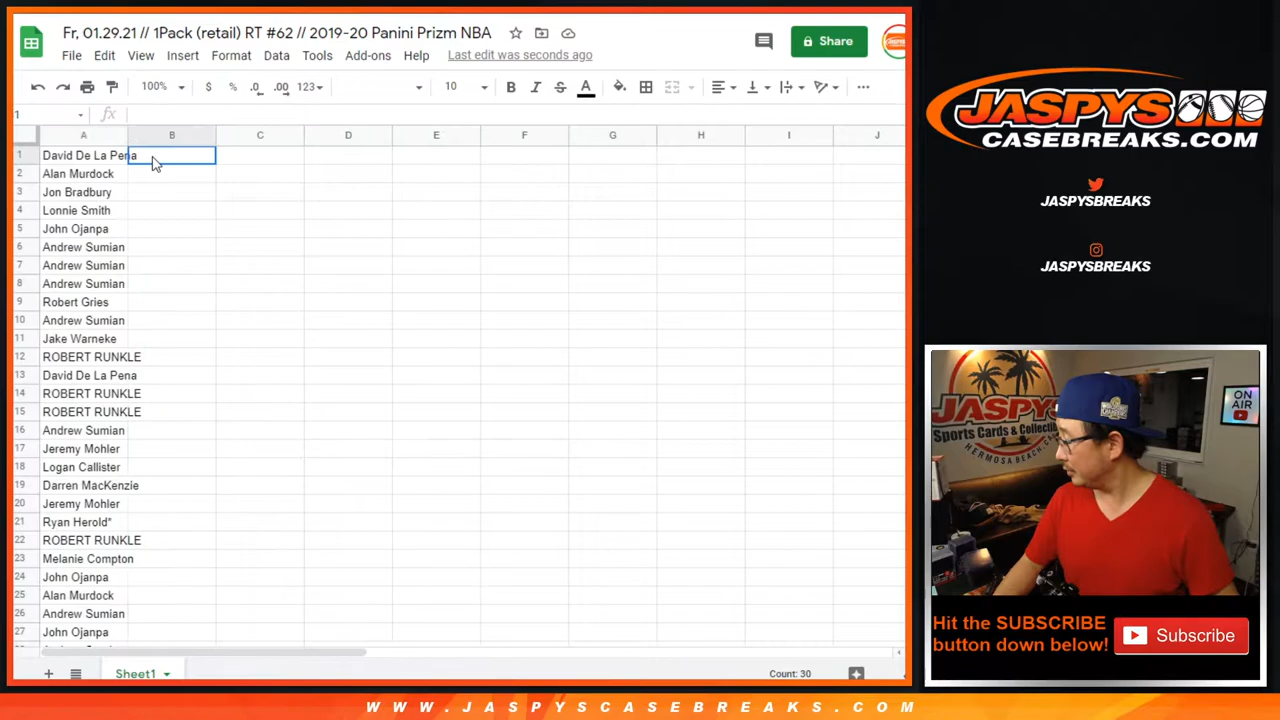 Fr, 01.29.21 // 1Pack (retail) RT #62 // 2019-20 Panini Prizm NBA
File Edit View Insert Format Data Tools Add-ons Help Last edit was seconds ago
Share
100% $ % .0 .00 123 10 B I S A
1 fx
A B C D E F G H I J
1 David De La Pena
2 Alan Murdock
3 Jon Bradbury
4 Lonnie Smith
5 John Ojanpa
6 Andrew Sumian
7 Andrew Sumian
8 Andrew Sumian
9 Robert Gries
10 Andrew Sumian
11 Jake Warneke
12 ROBERT RUNKLE
13 David De La Pena
14 ROBERT RUNKLE
15 ROBERT RUNKLE
16 Andrew Sumian
17 Jeremy Mohler
18 Logan Callister
19 Darren MacKenzie
20 Jeremy Mohler
21 Ryan Herold*
22 ROBERT RUNKLE
23 Melanie Compton
24 John Ojanpa
25 Alan Murdock
26 Andrew Sumian
27 John Ojanpa
Sheet1
Count: 30
JASPYS
CASEBREAKS.COM
JASPYSBREAKS
JASPYSBREAKS
JASPYS
Sports Cards & Collectib
HERMOSA BEACH, C
ON
AIR
Hit the SUBSCRIBE
button down below!
Subscribe
WWW.JASPYSCASEBREAKS.COM